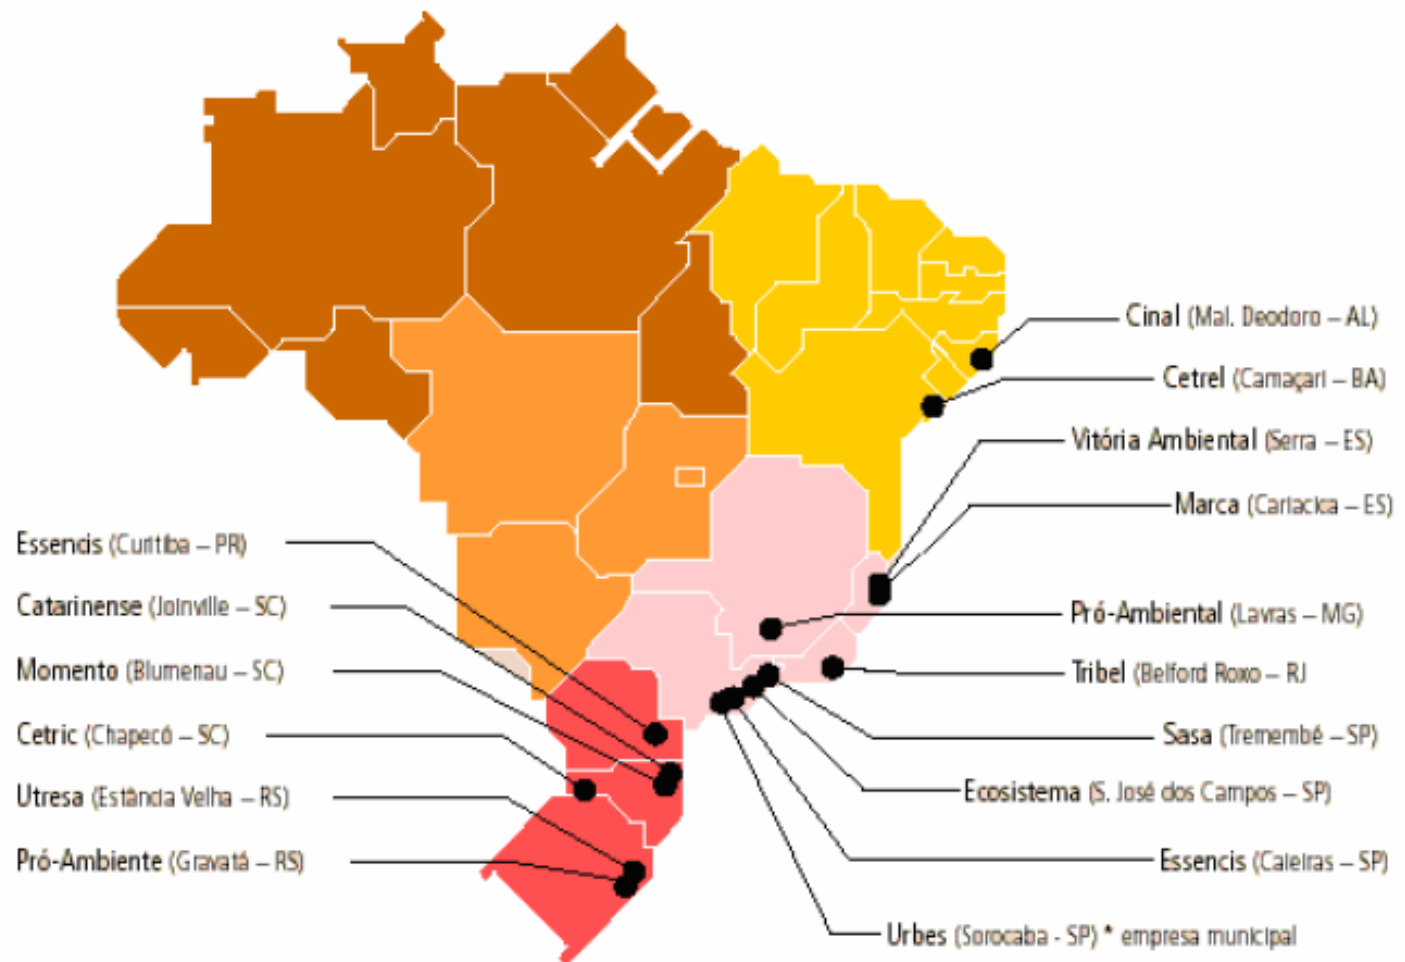 Cinal (Mal. Deodoro – AL)
Cetrel (Camaçari – BA)
Vitória Ambiental (Serra – ES)
Marca (Cariacica – ES)
Essencis (Curitiba – PR)
Catarinense (Joinville – SC)
Pró-Ambiental (Lavras – MG)
Momento (Blumenau – SC)
Tribel (Belford Roxo – RJ
Cetric (Chapecó – SC)
Sasa (Tremembé – SP)
Utresa (Estância Velha – RS)
Ecosistema (S. José dos Campos – SP)
Pró-Ambiente (Gravatá – RS)
Essencis (Caieiras – SP)
Urbes (Sorocaba - SP) * empresa municipal